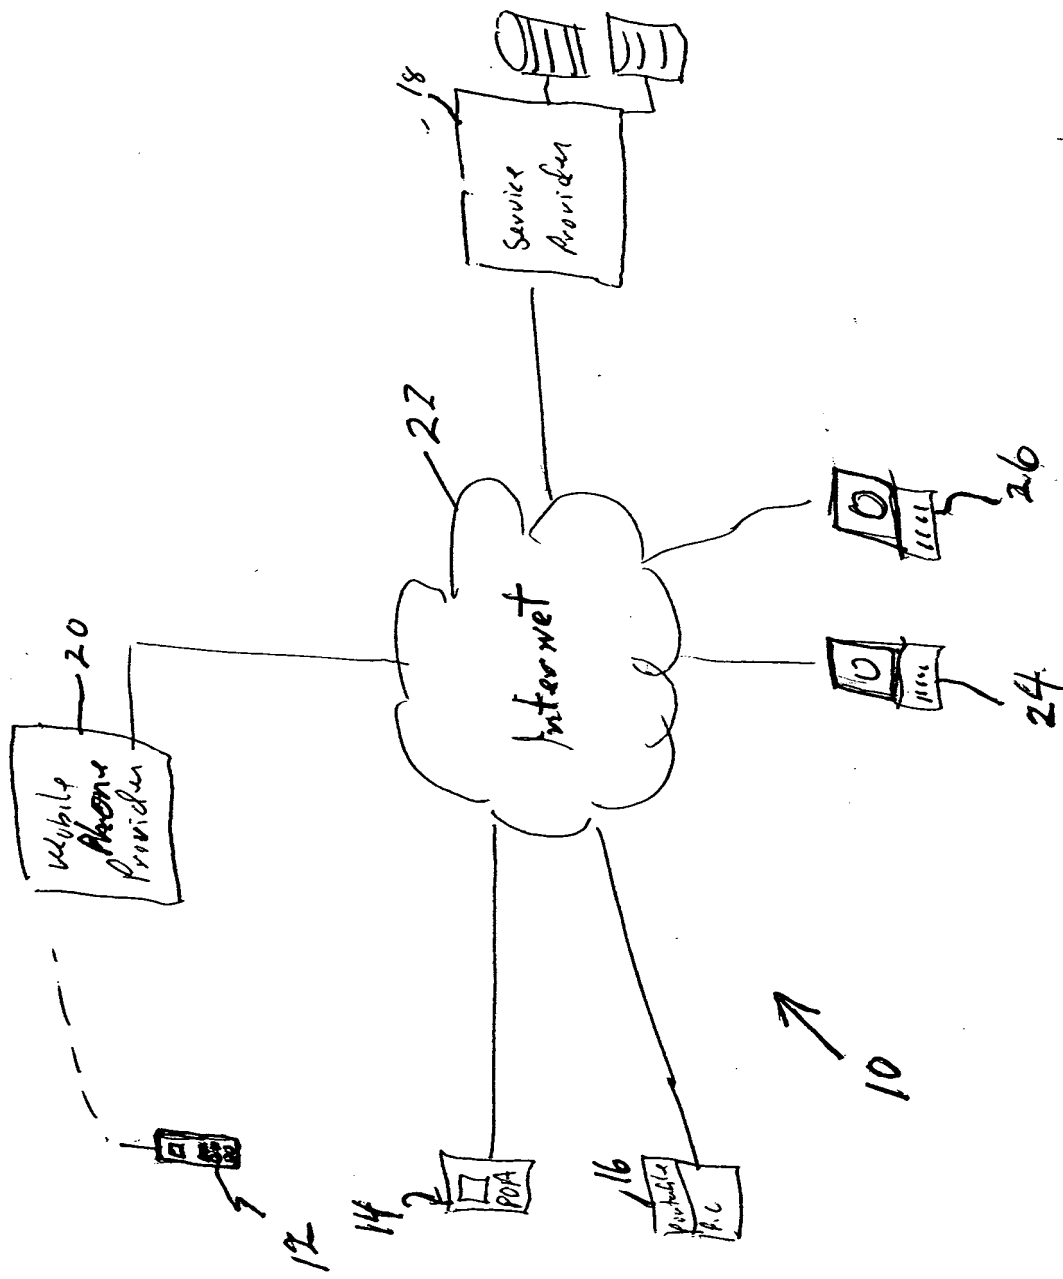 12
Mobile
Phone
Provider
20
14
PDA
16
Portable
P.C
Internet
22
18
Service
Provider
10
24
26